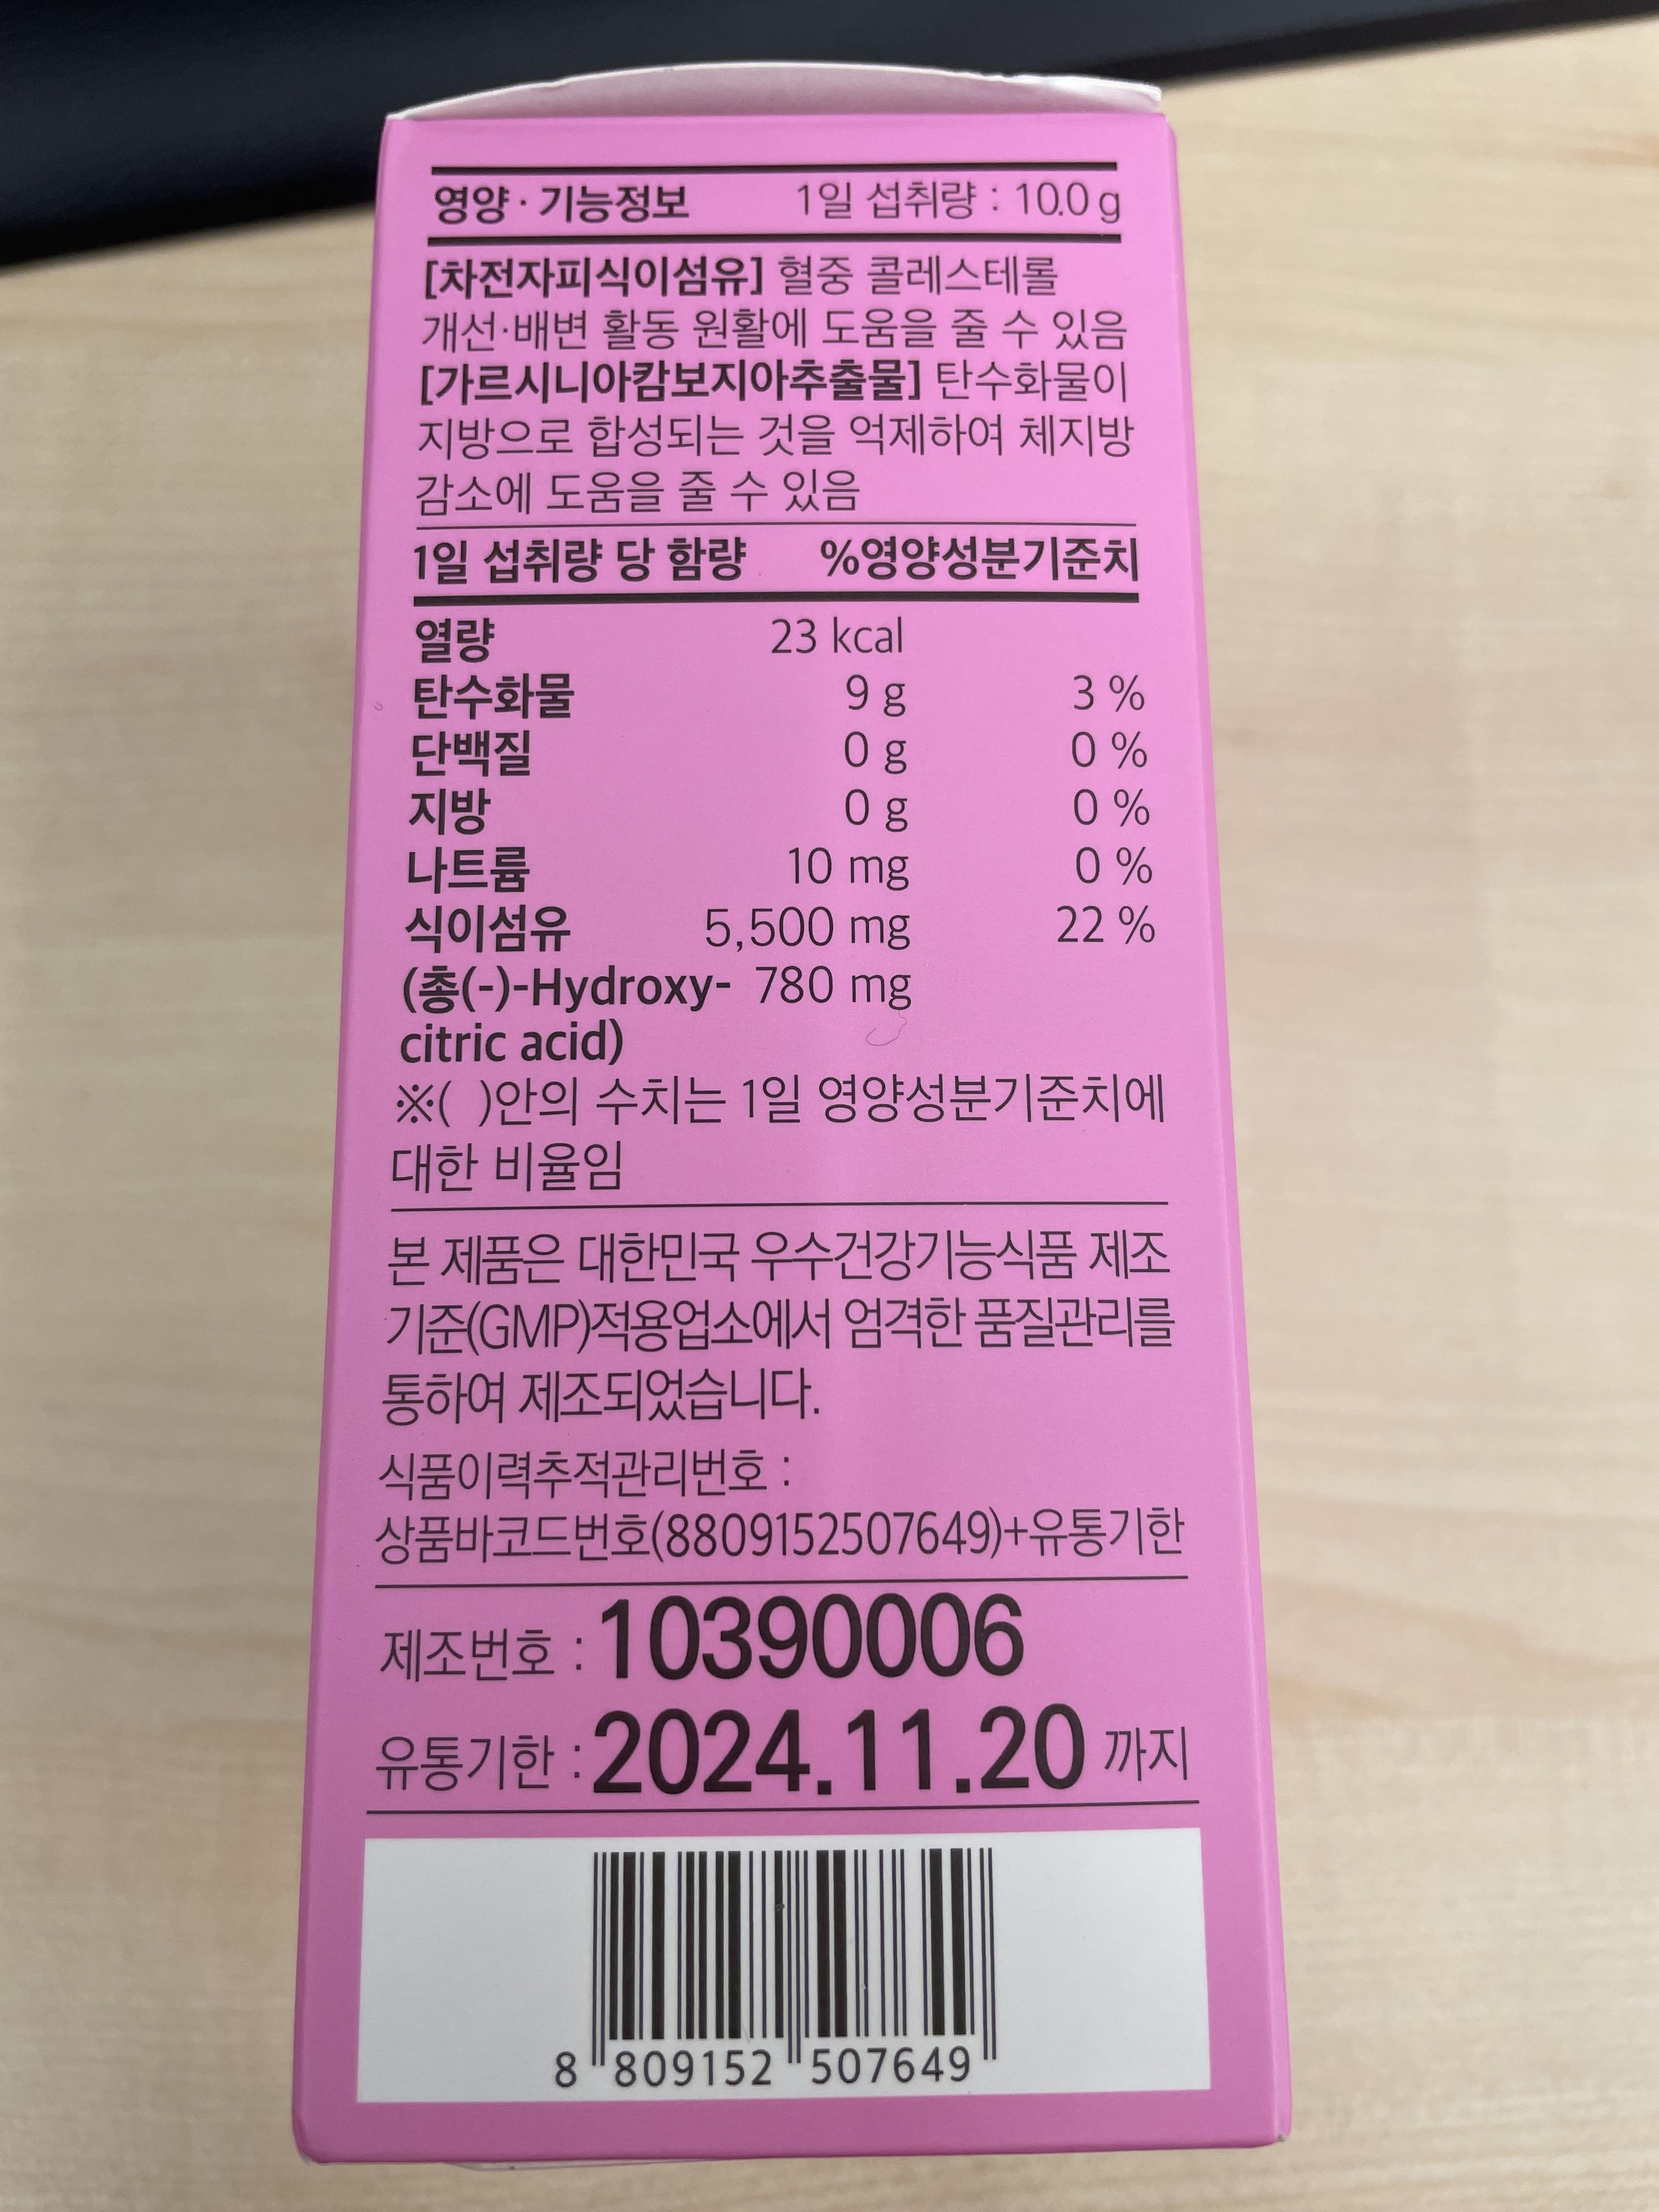 영양·기능정보 1일 섭취량 : 10.0 g
[차전자피식이섬유] 혈중 콜레스테롤
개선·배변 활동 원활에 도움을 줄 수 있음
[가르시니아캄보지아추출물] 탄수화물이
지방으로 합성되는 것을 억제하여 체지방
감소에 도움을 줄 수 있음
1일 섭취량 당 함량 %영양성분기준치
열량 23 kcal
탄수화물 9 g 3 %
단백질 0 g 0 %
지방 0 g 0 %
나트륨 10 mg 0 %
식이섬유 5,500 mg 22 %
(총(-)-Hydroxy- 780 mg
citric acid)
※( )안의 수치는 1일 영양성분기준치에
대한 비율임
본 제품은 대한민국 우수건강기능식품 제조
기준(GMP)적용업소에서 엄격한 품질관리를
통하여 제조되었습니다.
식품이력추적관리번호 :
상품바코드번호(8809152507649)+유통기한
제조번호 : 10390006
유통기한 : 2024.11.20 까지
8 809152 507649